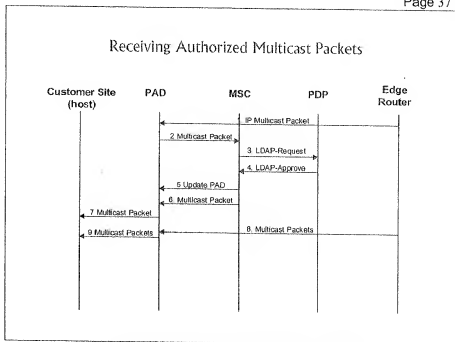 Page 37
Receiving Authorized Multicast Packets
Customer Site
(host)
PAD
MSC
PDP
Edge
Router
IP Multicast Packet
2 Multicast Packet
3. LDAP-Request
4. LDAP-Approve
5 Update PAD
6. Multicast Packet
7 Multicast Packet
8. Multicast Packets
9 Multicast Packets